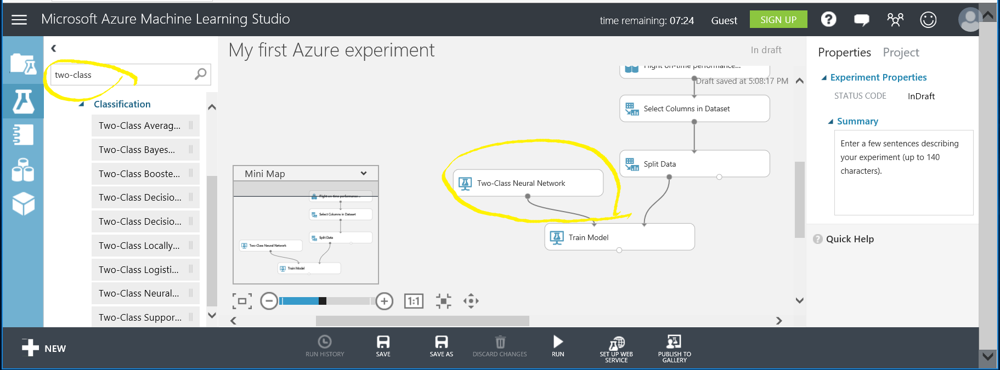 Microsoft Azure Machine Learning Studio
time remaining: 07:24 Guest SIGN UP
two-class
Classification
Two-Class Averag...
Two-Class Bayes...
Two-Class Booste...
Two-Class Decisio...
Two-Class Decisio...
Two-Class Locally...
Two-Class Logisti...
Two-Class Neural...
Two-Class Suppor...
My first Azure experiment
In draft
Flight on-time performance...
Draft saved at 5:08:17 PM
Select Columns in Dataset
Split Data
Two-Class Neural Network
Train Model
Mini Map
Flight on-time performance...
Select Columns in Dataset
Split Data
Two-Class Neural Network
Train Model
1:1
Properties Project
Experiment Properties
STATUS CODE InDraft
Summary
Enter a few sentences describing
your experiment (up to 140
characters).
Quick Help
NEW
RUN HISTORY
SAVE
SAVE AS
DISCARD CHANGES
RUN
SET UP WEB
SERVICE
PUBLISH TO
GALLERY